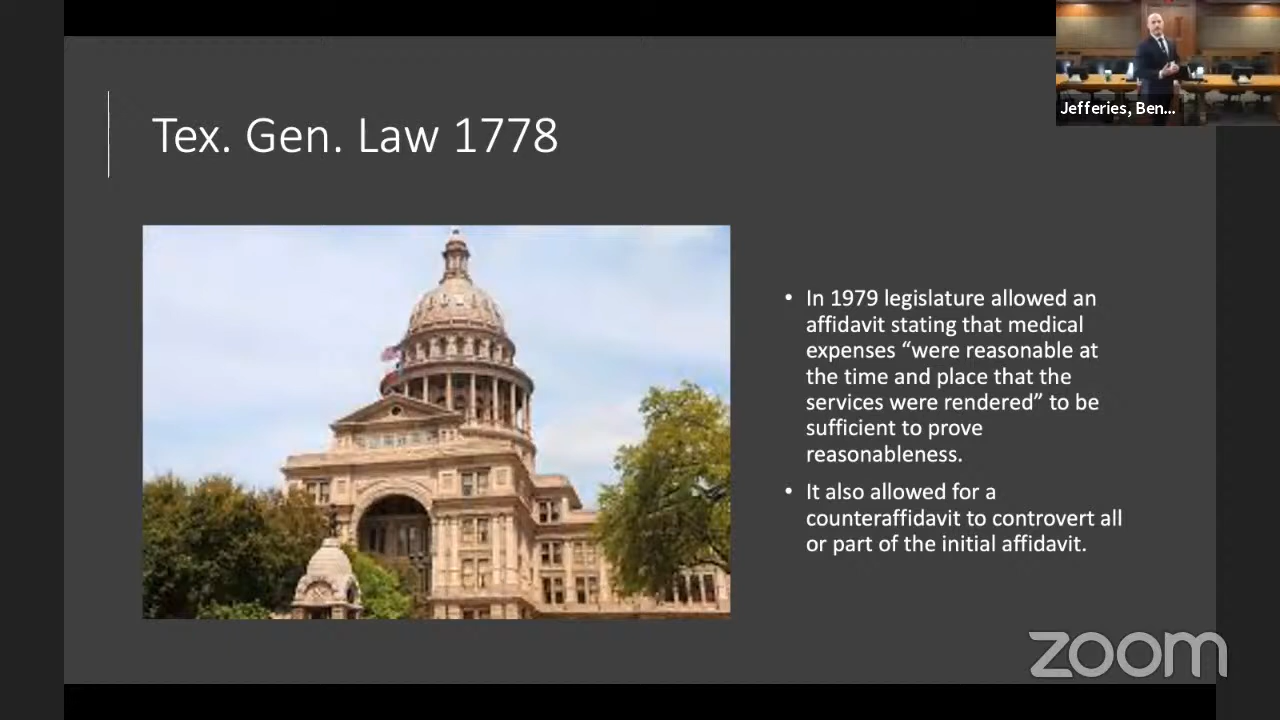 Tex. Gen. Law 1778
Jefferies, Ben...
• In 1979 legislature allowed an
affidavit stating that medical
expenses “were reasonable at
the time and place that the
services were rendered” to be
sufficient to prove
reasonableness.
• It also allowed for a
counteraffidavit to controvert all
or part of the initial affidavit.
zoom